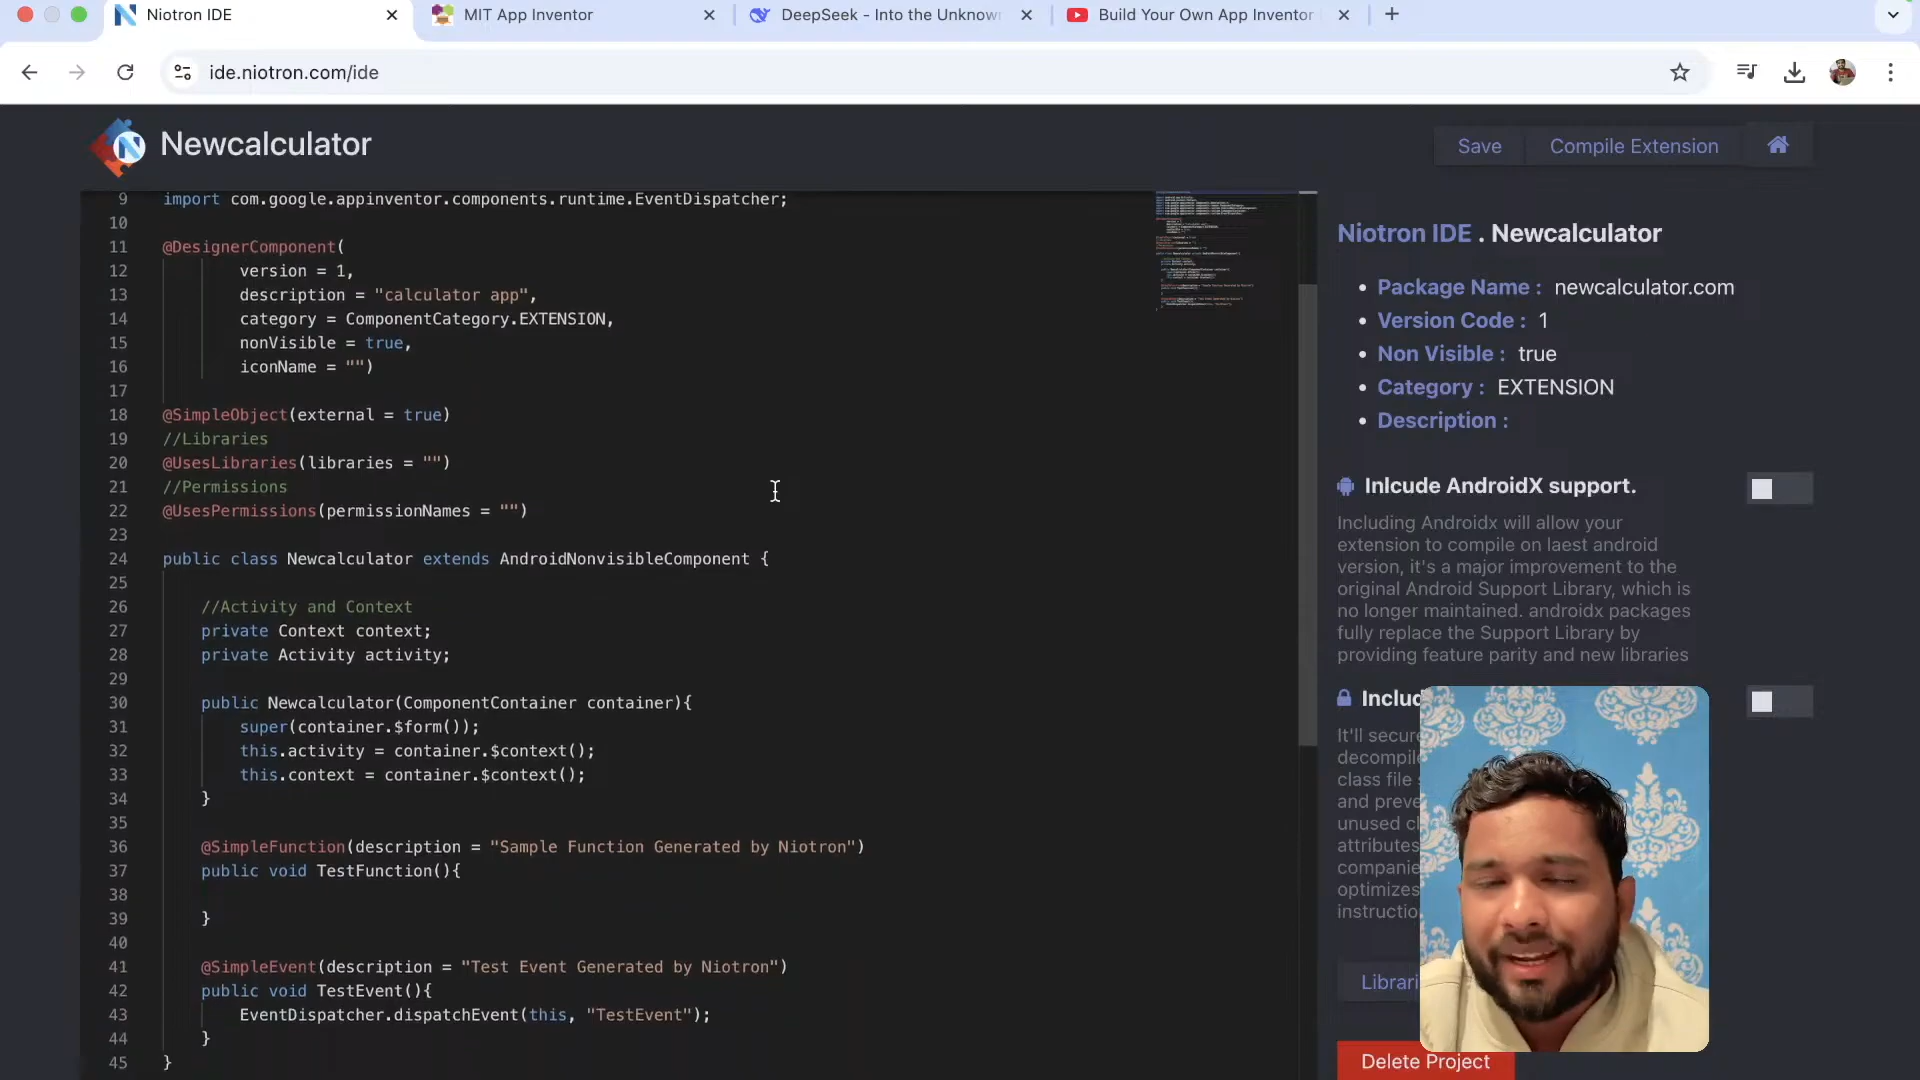 Niotron IDE
MIT App Inventor
DeepSeek - Into the Unknown
Build Your Own App Inventor
ide.niotron.com/ide
Newcalculator
Save
Compile Extension
9 import com.google.appinventor.components.runtime.EventDispatcher;
10
11 @DesignerComponent(
12 version = 1,
13 description = "calculator app",
14 category = ComponentCategory.EXTENSION,
15 nonVisible = true,
16 iconName = "")
17
18 @SimpleObject(external = true)
19 //Libraries
20 @UsesLibraries(libraries = "")
21 //Permissions
22 @UsesPermissions(permissionNames = "")
23
24 public class Newcalculator extends AndroidNonvisibleComponent {
25
26 //Activity and Context
27 private Context context;
28 private Activity activity;
29
30 public Newcalculator(ComponentContainer container){
31 super(container.$form());
32 this.activity = container.$context();
33 this.context = container.$context();
34 }
35
36 @SimpleFunction(description = "Sample Function Generated by Niotron")
37 public void TestFunction(){
38
39 }
40
41 @SimpleEvent(description = "Test Event Generated by Niotron")
42 public void TestEvent(){
43 EventDispatcher.dispatchEvent(this, "TestEvent");
44 }
45 }
Niotron IDE . Newcalculator
Package Name : newcalculator.com
Version Code : 1
Non Visible : true
Category : EXTENSION
Description :
Inlcude AndroidX support.
Including Androidx will allow your
extension to compile on laest android
version, it's a major improvement to the
original Android Support Library, which is
no longer maintained. androidx packages
fully replace the Support Library by
providing feature parity and new libraries
Includ
It'll secure
decompile
class file
and preve
unused cl
attributes
companie
optimizes
instructio
Librari
Delete Project